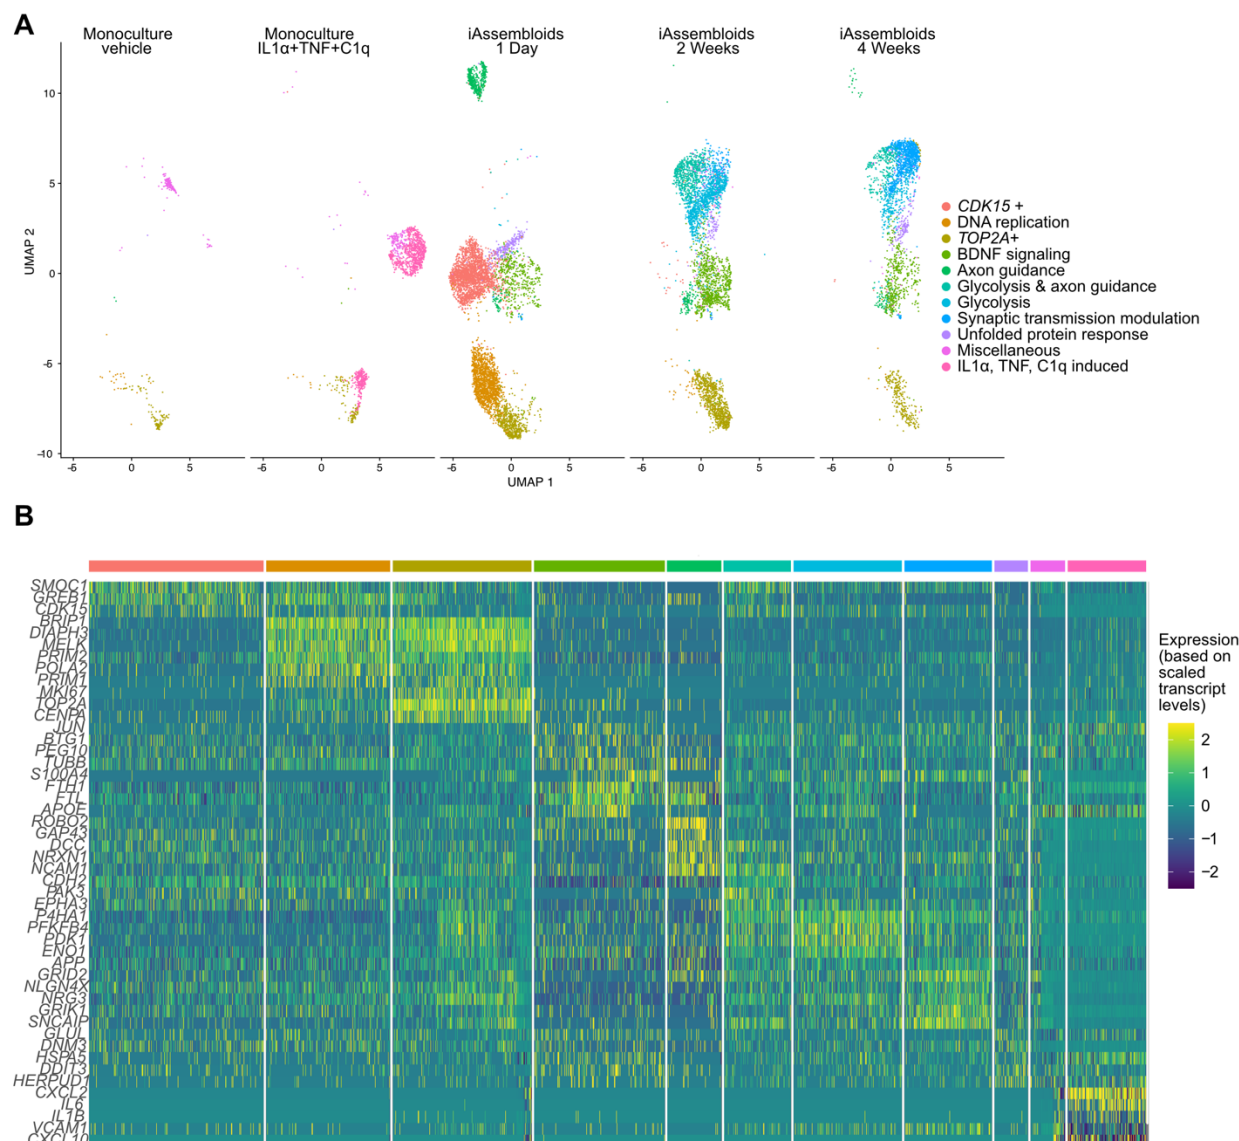 A
Monoculture
vehicle
Monoculture
IL1α+TNF+C1q
iAssembloids
1 Day
iAssembloids
2 Weeks
iAssembloids
4 Weeks
UMAP 2
10
5
0
-5
-10
-5 0 5
-5 0 5
-5 0 5
-5 0 5
-5 0 5
UMAP 1
CDK15 +
DNA replication
TOP2A+
BDNF signaling
Axon guidance
Glycolysis & axon guidance
Glycolysis
Synaptic transmission modulation
Unfolded protein response
Miscellaneous
IL1α, TNF, C1q induced
B
SMOC1
GREB1
CDK15
BRIP1
DIAPH3
MELK
PRIM2
POLA2
PRIM1
MKI67
TOP2A
CENPA
JUN
BTG1
PEG10
TUBB
S100A4
FTH1
FTL
APOE
ROBO2
GAP43
DCC
NRXN1
NCAM1
CDH2
PAK3
EPHA3
P4HA1
PFKFB4
PDK1
ENO1
APP
GRID2
NLGN4X
NRG3
GRIK1
SNCAIP
GLUL
DNM3
HSPA5
DDIT3
HERPUD1
CXCL2
IL6
IL1B
VCAM1
CXCL10
Expression
(based on
scaled
transcript
levels)
2
1
0
−1
−2